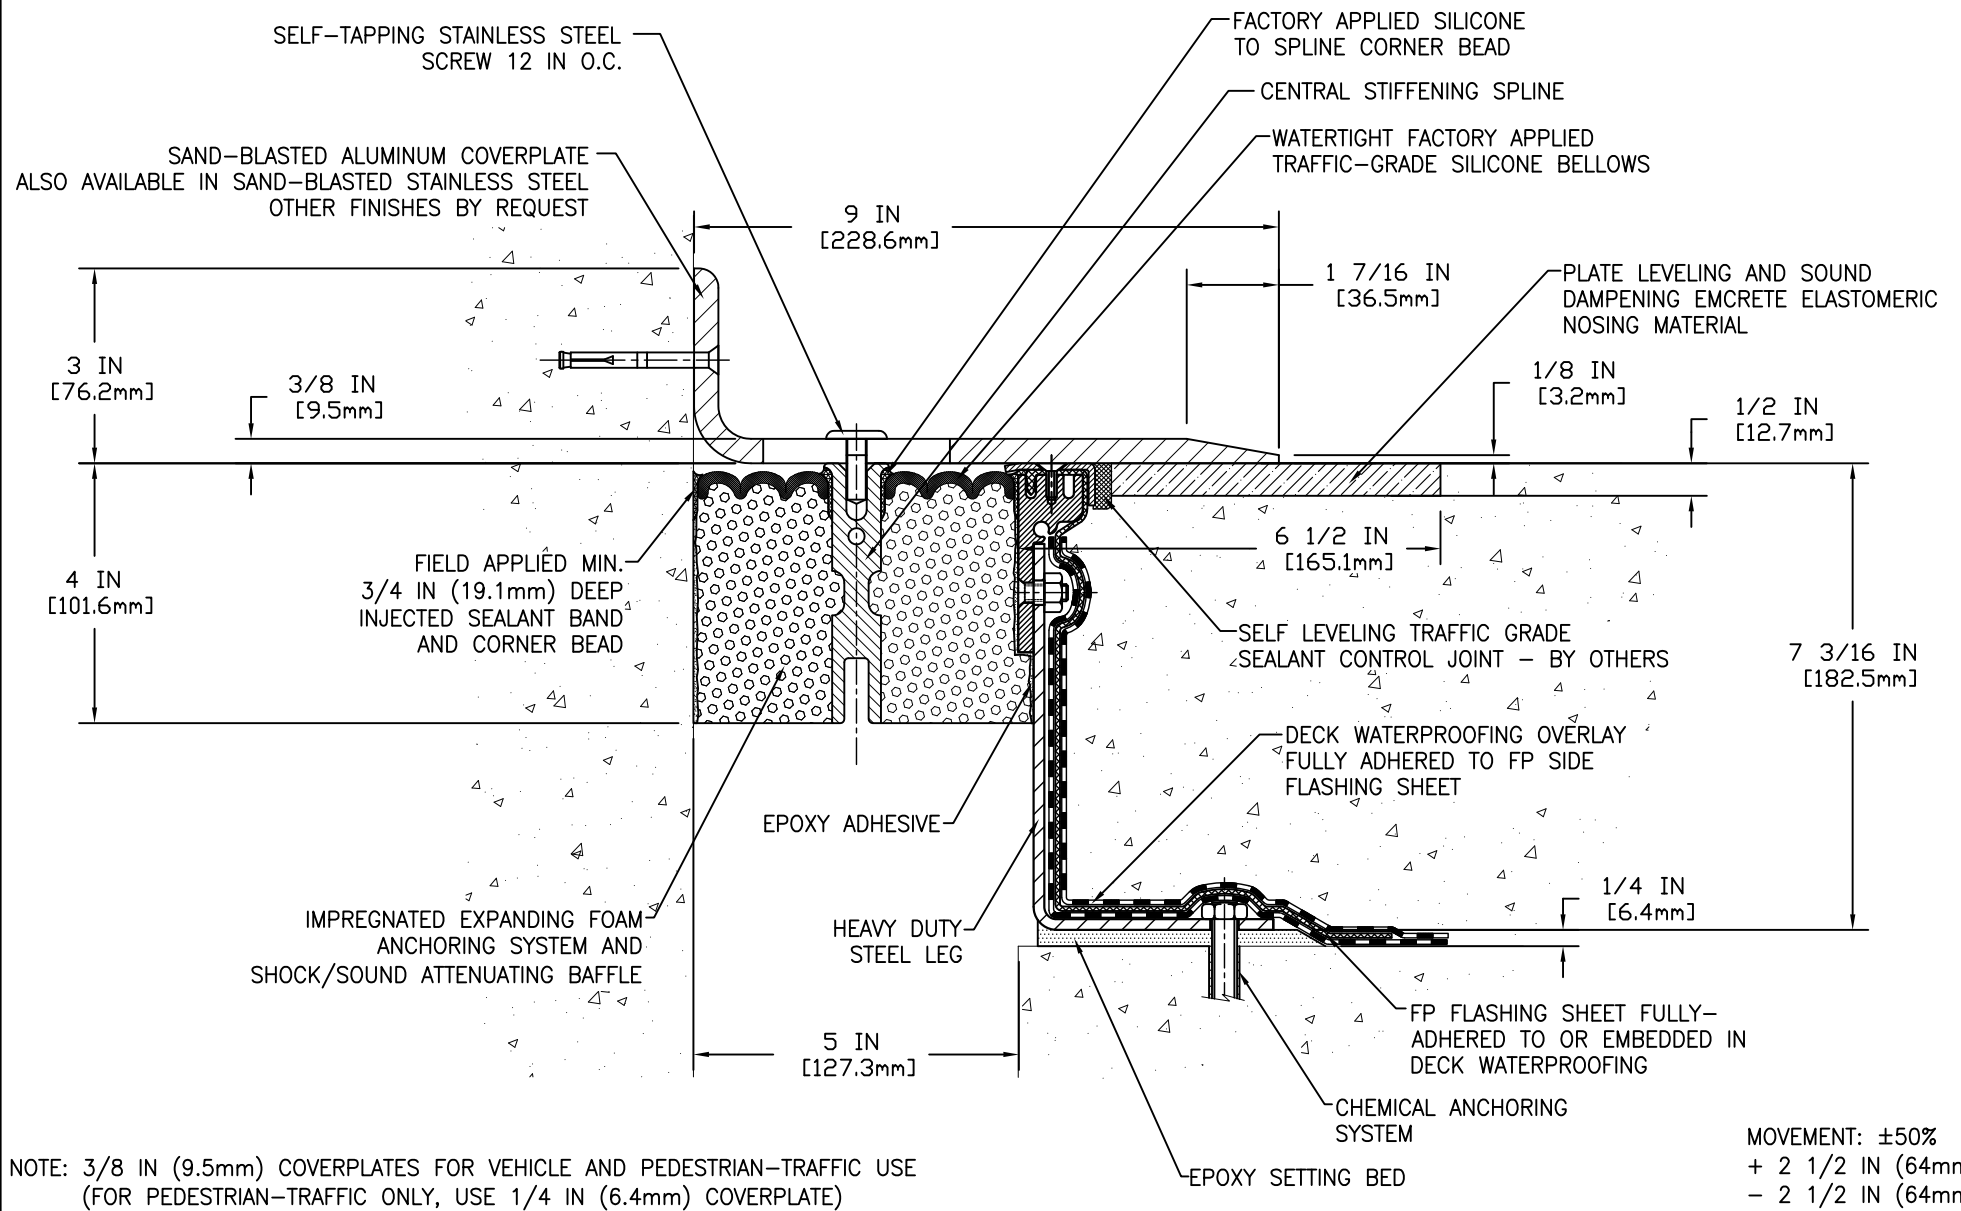 SELF-TAPPING STAINLESS STEEL
SCREW 12 IN O.C.
FACTORY APPLIED SILICONE
TO SPLINE CORNER BEAD
CENTRAL STIFFENING SPLINE
WATERTIGHT FACTORY APPLIED
TRAFFIC-GRADE SILICONE BELLOWS
SAND-BLASTED ALUMINUM COVERPLATE
ALSO AVAILABLE IN SAND-BLASTED STAINLESS STEEL
OTHER FINISHES BY REQUEST
9 IN
[228.6mm]
1 7/16 IN
[36.5mm]
PLATE LEVELING AND SOUND
DAMPENING EMCRETE ELASTOMERIC
NOSING MATERIAL
3 IN
[76.2mm]
3/8 IN
[9.5mm]
1/8 IN
[3.2mm]
1/2 IN
[12.7mm]
4 IN
[101.6mm]
FIELD APPLIED MIN.
3/4 IN (19.1mm) DEEP
INJECTED SEALANT BAND
AND CORNER BEAD
6 1/2 IN
[165.1mm]
SELF LEVELING TRAFFIC GRADE
SEALANT CONTROL JOINT - BY OTHERS
7 3/16 IN
[182.5mm]
DECK WATERPROOFING OVERLAY
FULLY ADHERED TO FP SIDE
FLASHING SHEET
EPOXY ADHESIVE
1/4 IN
[6.4mm]
IMPREGNATED EXPANDING FOAM
ANCHORING SYSTEM AND
SHOCK/SOUND ATTENUATING BAFFLE
HEAVY DUTY
STEEL LEG
FP FLASHING SHEET FULLY-
ADHERED TO OR EMBEDDED IN
DECK WATERPROOFING
5 IN
[127.3mm]
CHEMICAL ANCHORING
SYSTEM
EPOXY SETTING BED
MOVEMENT: ±50%
+ 2 1/2 IN (64mm
- 2 1/2 IN (64mm
NOTE: 3/8 IN (9.5mm) COVERPLATES FOR VEHICLE AND PEDESTRIAN-TRAFFIC USE
(FOR PEDESTRIAN-TRAFFIC ONLY, USE 1/4 IN (6.4mm) COVERPLATE)